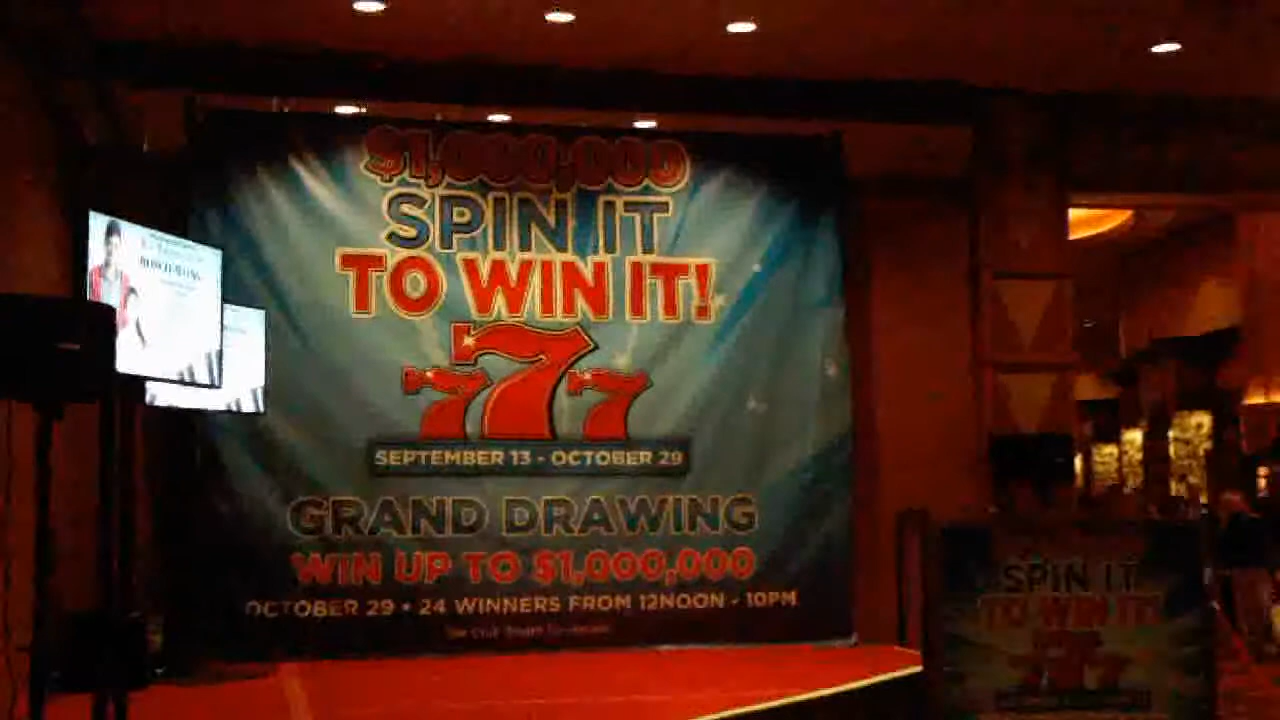 $1,000,000
SPIN IT
TO WIN IT!
777
SEPTEMBER 13 - OCTOBER 29
GRAND DRAWING
WIN UP TO $1,000,000
OCTOBER 29 • 24 WINNERS FROM 12NOON - 10PM
SPIN IT
TO WIN IT!
777